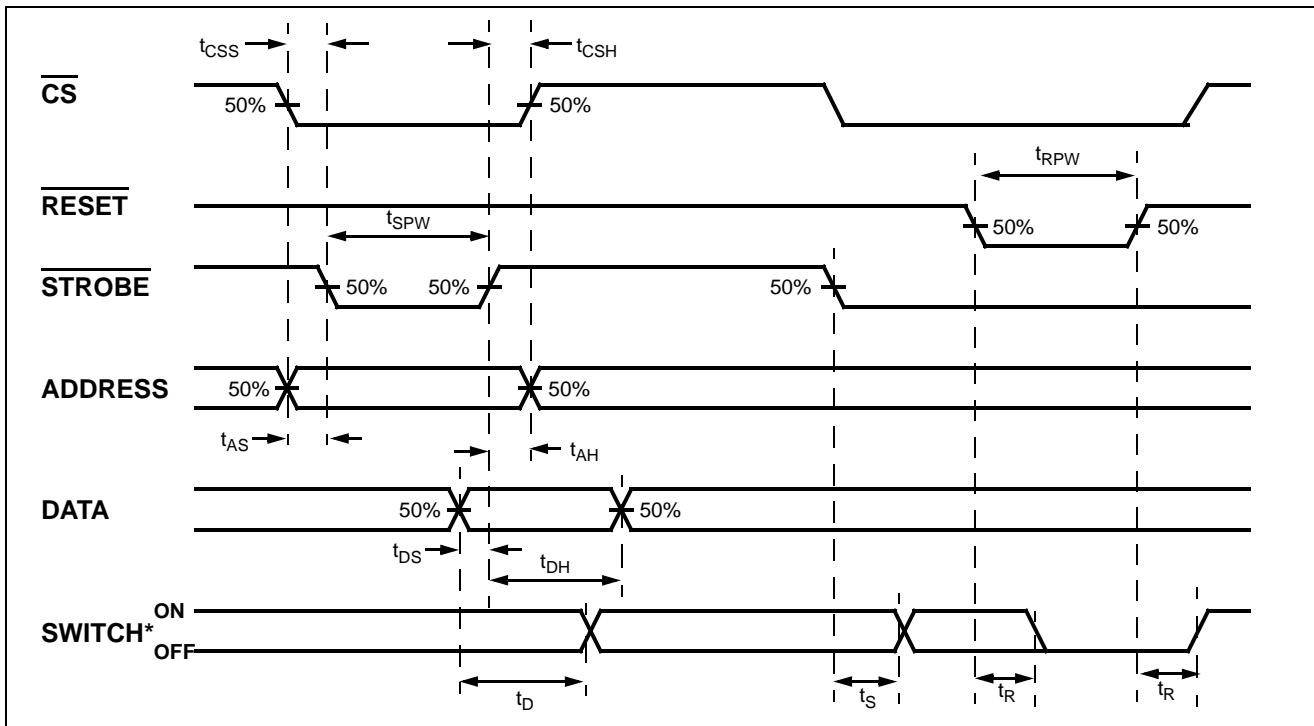 tCSS
tCSH
CS
50%
50%
tRPW
RESET
tSPW
50%
50%
STROBE
50%
50%
50%
ADDRESS
50%
50%
tAS
tAH
DATA
50%
50%
tDS
tDH
ON
SWITCH*
OFF
tD
tS
tR
tR